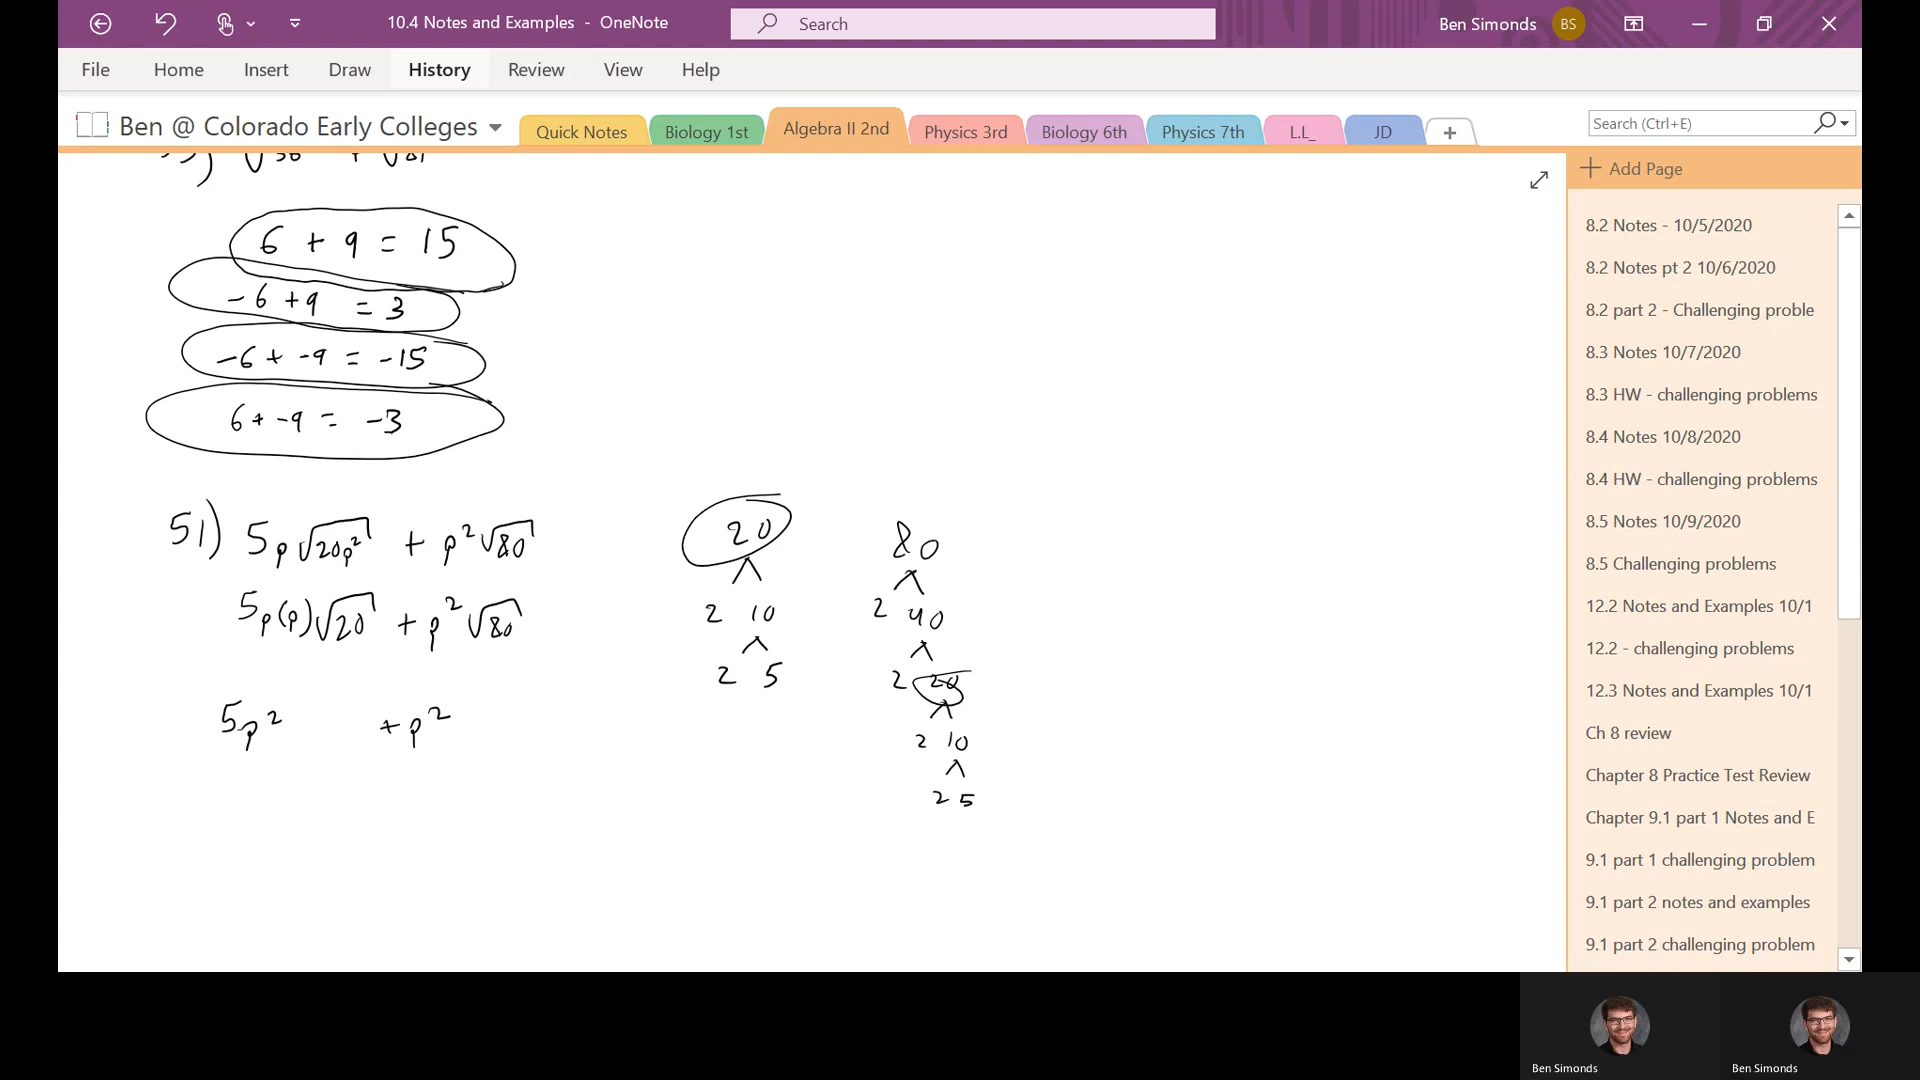 10.4 Notes and Examples - OneNote
Search
Ben Simonds
BS
File Home Insert Draw History Review View Help
Ben @ Colorado Early Colleges
Quick Notes
Biology 1st
Algebra II 2nd
Physics 3rd
Biology 6th
Physics 7th
L.L_
JD
Search (Ctrl+E)
√36 + √81
6 + 9 = 15
-6 + 9 = 3
-6 + -9 = -15
6 + -9 = -3
51) 5p√20p² + p²√80
5p(p)√20 + p²√80
5p² + p²
20
2 10
2 5
80
2 40
2 20
2 10
2 5
Add Page
8.2 Notes - 10/5/2020
8.2 Notes pt 2 10/6/2020
8.2 part 2 - Challenging proble
8.3 Notes 10/7/2020
8.3 HW - challenging problems
8.4 Notes 10/8/2020
8.4 HW - challenging problems
8.5 Notes 10/9/2020
8.5 Challenging problems
12.2 Notes and Examples 10/1
12.2 - challenging problems
12.3 Notes and Examples 10/1
Ch 8 review
Chapter 8 Practice Test Review
Chapter 9.1 part 1 Notes and E
9.1 part 1 challenging problem
9.1 part 2 notes and examples
9.1 part 2 challenging problem
Ben Simonds
Ben Simonds